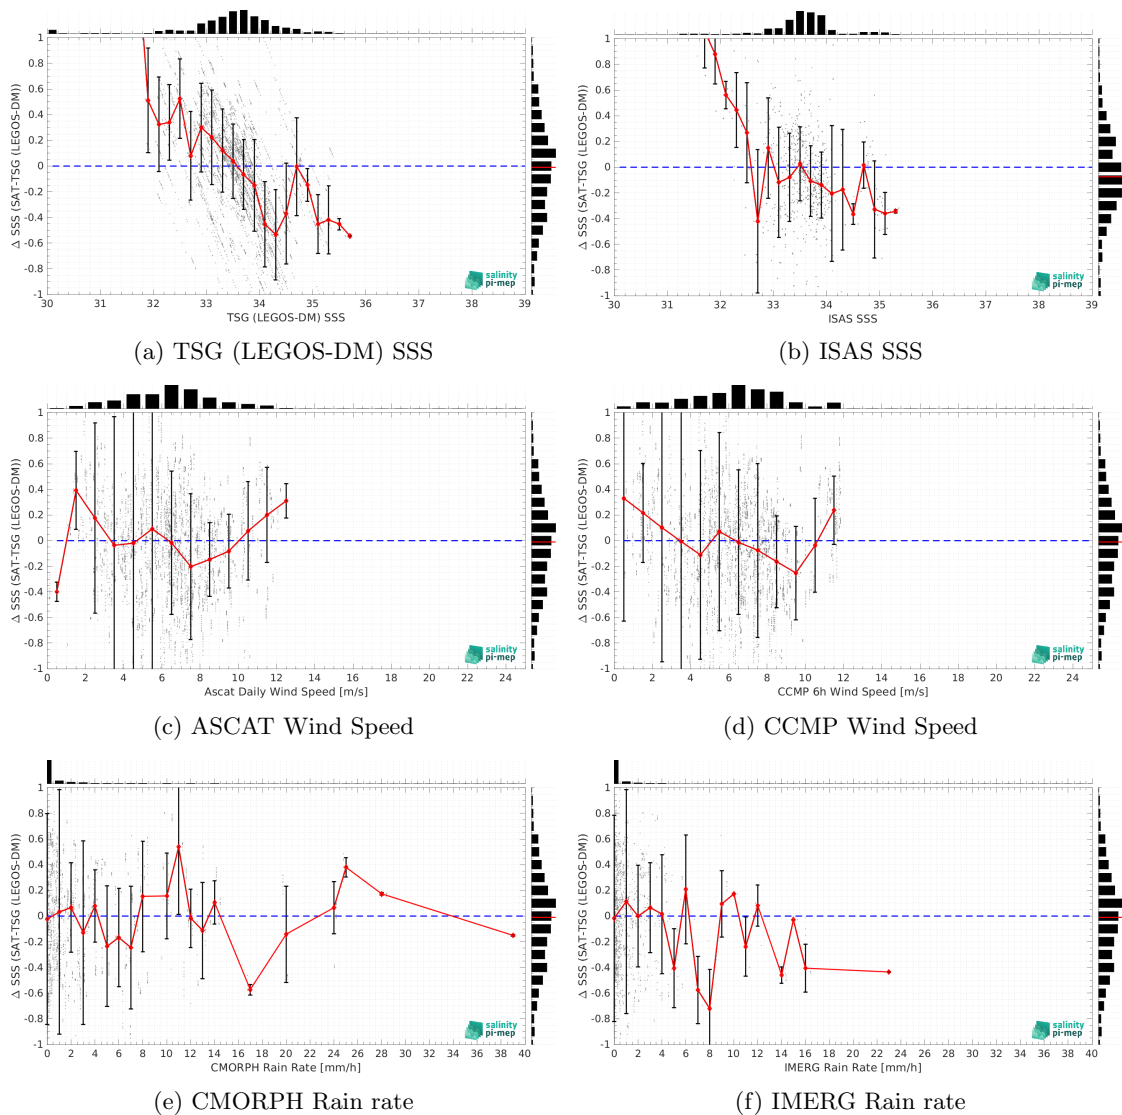 1
0.8
0.6
0.4
0.2
0
-0.2
-0.4
-0.6
-0.8
-1
Δ SSS (SAT-TSG (LEGOS-DM))
30 31 32 33 34 35 36 37 38 39
TSG (LEGOS-DM) SSS
salinity
pi-mep
(a) TSG (LEGOS-DM) SSS
1
0.8
0.6
0.4
0.2
0
-0.2
-0.4
-0.6
-0.8
-1
Δ SSS (SAT-TSG (LEGOS-DM))
30 31 32 33 34 35 36 37 38 39
ISAS SSS
salinity
pi-mep
(b) ISAS SSS
1
0.8
0.6
0.4
0.2
0
-0.2
-0.4
-0.6
-0.8
-1
Δ SSS (SAT-TSG (LEGOS-DM))
0 2 4 6 8 10 12 14 16 18 20 22 24
Ascat Daily Wind Speed [m/s]
salinity
pi-mep
(c) ASCAT Wind Speed
1
0.8
0.6
0.4
0.2
0
-0.2
-0.4
-0.6
-0.8
-1
Δ SSS (SAT-TSG (LEGOS-DM))
0 2 4 6 8 10 12 14 16 18 20 22 24
CCMP 6h Wind Speed [m/s]
salinity
pi-mep
(d) CCMP Wind Speed
1
0.8
0.6
0.4
0.2
0
-0.2
-0.4
-0.6
-0.8
-1
Δ SSS (SAT-TSG (LEGOS-DM))
0 2 4 6 8 10 12 14 16 18 20 22 24 26 28 30 32 34 36 38 40
CMORPH Rain Rate [mm/h]
salinity
pi-mep
(e) CMORPH Rain rate
1
0.8
0.6
0.4
0.2
0
-0.2
-0.4
-0.6
-0.8
-1
Δ SSS (SAT-TSG (LEGOS-DM))
0 2 4 6 8 10 12 14 16 18 20 22 24 26 28 30 32 34 36 38 40
IMERG Rain Rate [mm/h]
salinity
pi-mep
(f) IMERG Rain rate